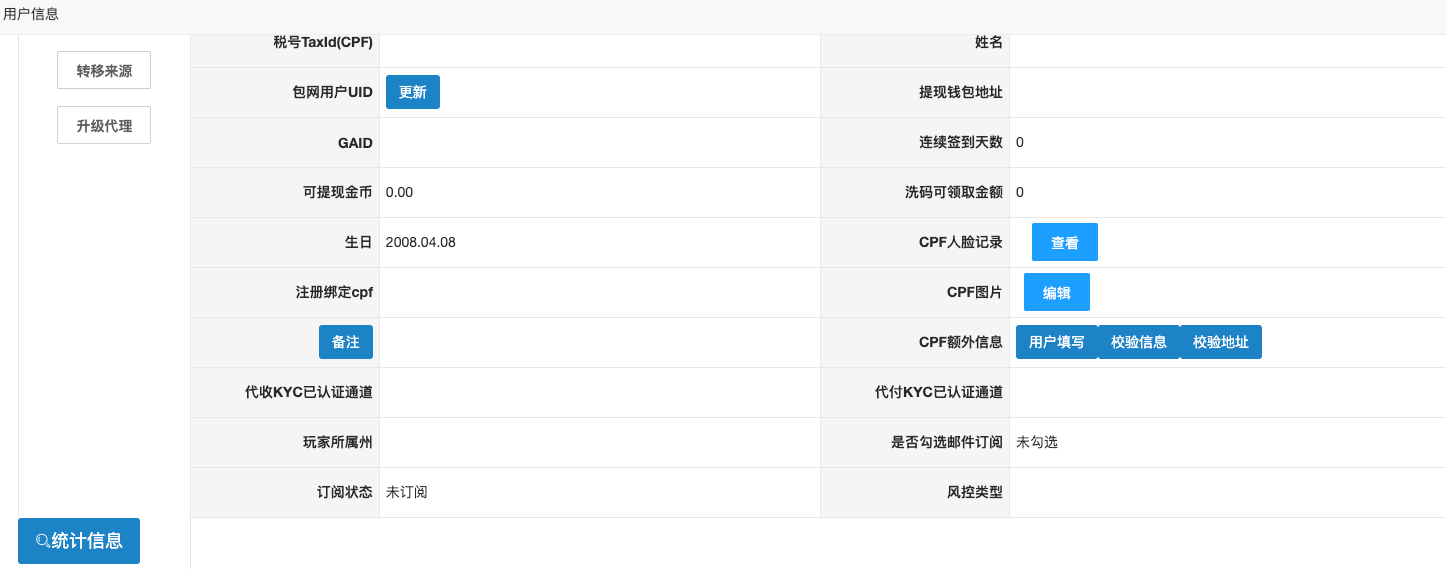 用户信息
税号TaxId(CPF) 姓名
转移来源
包网用户UID 更新 提现钱包地址
升级代理
GAID 连续签到天数 0
可提现金币 0.00 洗码可领取金额 0
生日 2008.04.08 CPF人脸记录 查看
注册绑定cpf CPF图片 编辑
备注 CPF额外信息 用户填写 校验信息 校验地址
代收KYC已认证通道 代付KYC已认证通道
玩家所属州 是否勾选邮件订阅 未勾选
订阅状态 未订阅 风控类型
统计信息